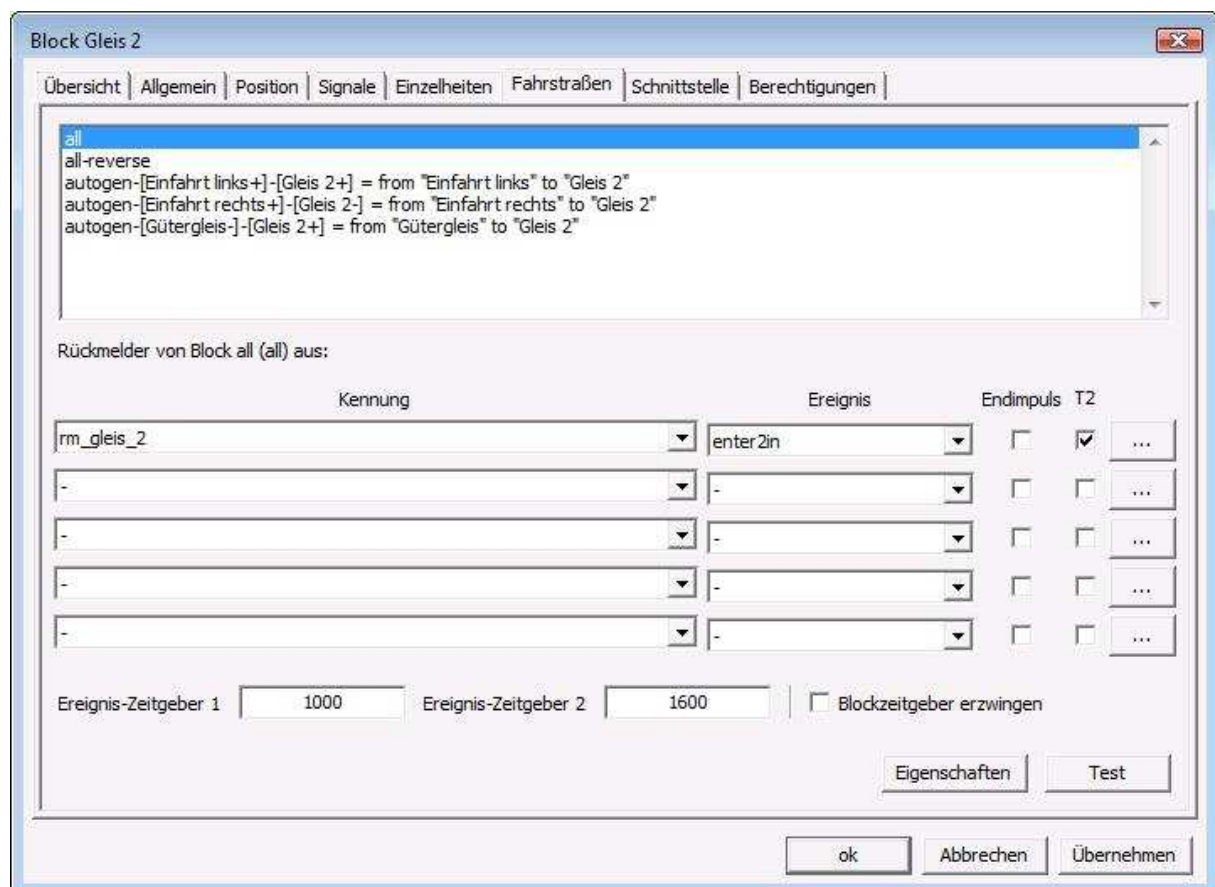 Block Gleis 2
Übersicht Allgemein Position Signale Einzelheiten Fahrstraßen Schnittstelle Berechtigungen
all
all-reverse
autogen-[Einfahrt links+]-[Gleis 2+] = from "Einfahrt links" to "Gleis 2"
autogen-[Einfahrt rechts+]-[Gleis 2-] = from "Einfahrt rechts" to "Gleis 2"
autogen-[Gütergleis-]-[Gleis 2+] = from "Gütergleis" to "Gleis 2"
Rückmelder von Block all (all) aus:
Kennung Ereignis Endimpuls T2
rm_gleis_2 enter2in ...
- - ...
- - ...
- - ...
- - ...
Ereignis-Zeitgeber 1 1000 Ereignis-Zeitgeber 2 1600 Blockzeitgeber erzwingen
Eigenschaften Test
ok Abbrechen Übernehmen